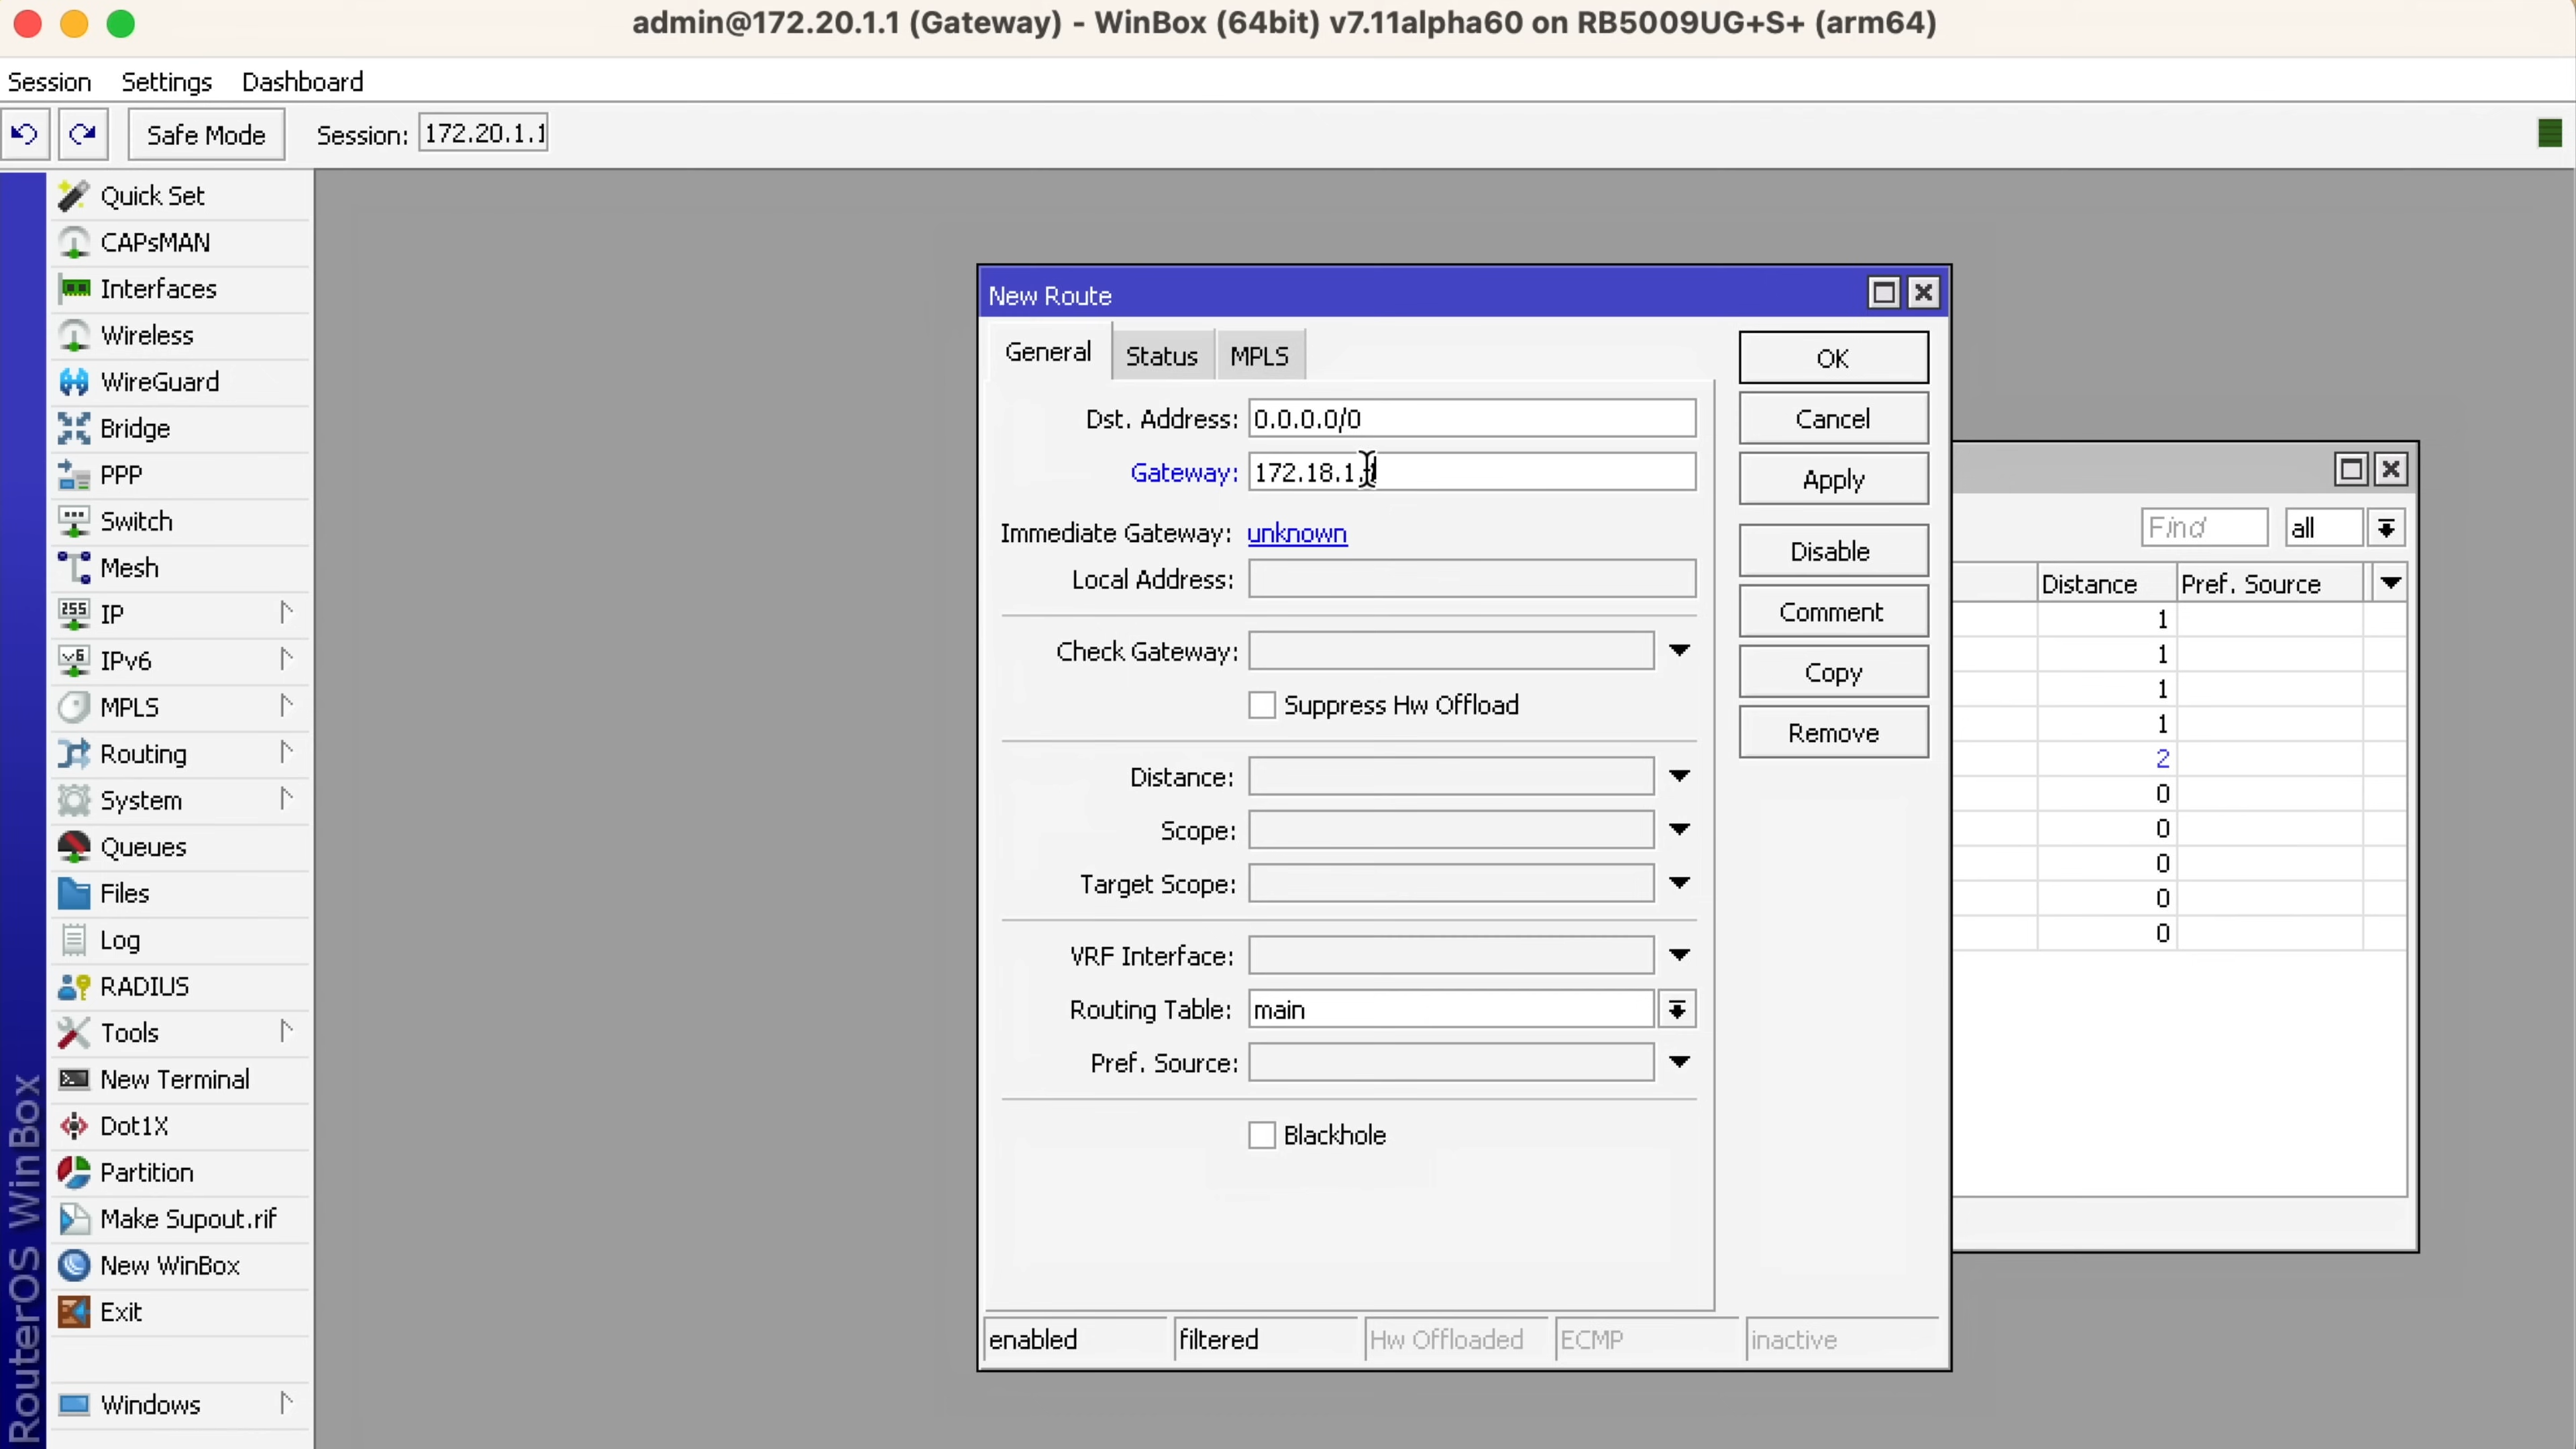 admin@172.20.1.1 (Gateway) - WinBox (64bit) v7.11alpha60 on RB5009UG+S+ (arm64)
Session Settings Dashboard
Safe Mode Session: 172.20.1.1
Quick Set
CAPsMAN
Interfaces
Wireless
WireGuard
Bridge
PPP
Switch
Mesh
IP
IPv6
MPLS
Routing
System
Queues
Files
Log
RADIUS
Tools
New Terminal
Dot1X
Partition
Make Supout.rif
New WinBox
Exit
Windows
RouterOS WinBox
New Route
General Status MPLS
Dst. Address: 0.0.0.0/0
Gateway: 172.18.1.
Immediate Gateway: unknown
Local Address:
Check Gateway:
Suppress Hw Offload
Distance:
Scope:
Target Scope:
VRF Interface:
Routing Table: main
Pref. Source:
Blackhole
OK
Cancel
Apply
Disable
Comment
Copy
Remove
enabled filtered Hw Offloaded ECMP inactive
Find all
Distance Pref. Source
1
1
1
1
2
0
0
0
0
0